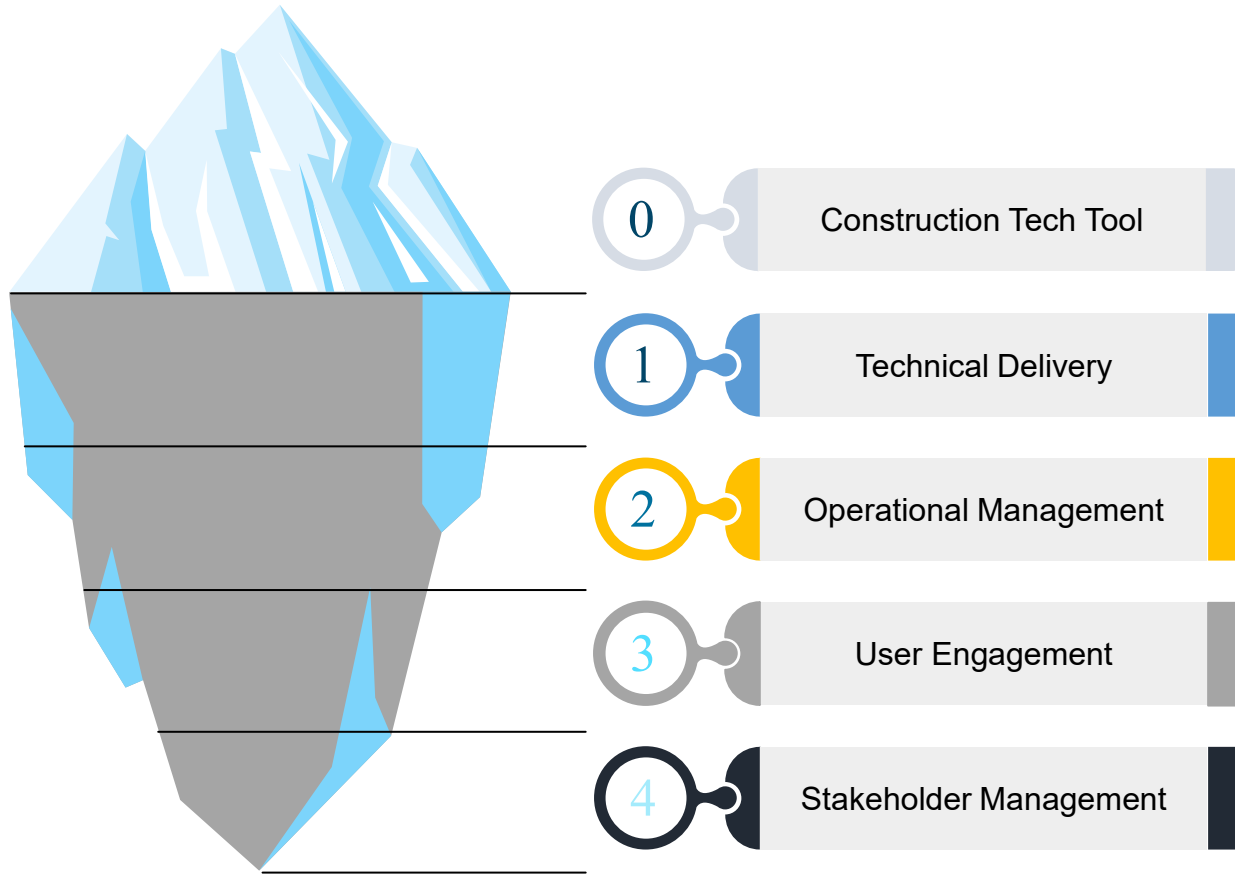 0
Construction Tech Tool
1
Technical Delivery
2
Operational Management
3
User Engagement
4
Stakeholder Management